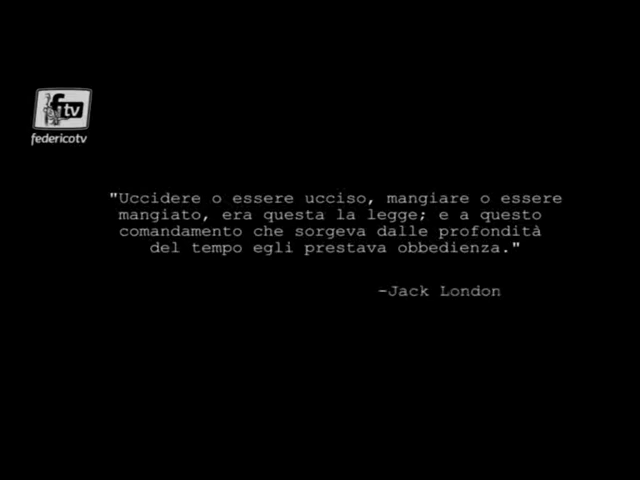 ftv
federicotv
"Uccidere o essere ucciso, mangiare o essere
mangiato, era questa la legge; e a questo
comandamento che sorgeva dalle profondità
del tempo egli prestava obbedienza."
-Jack London